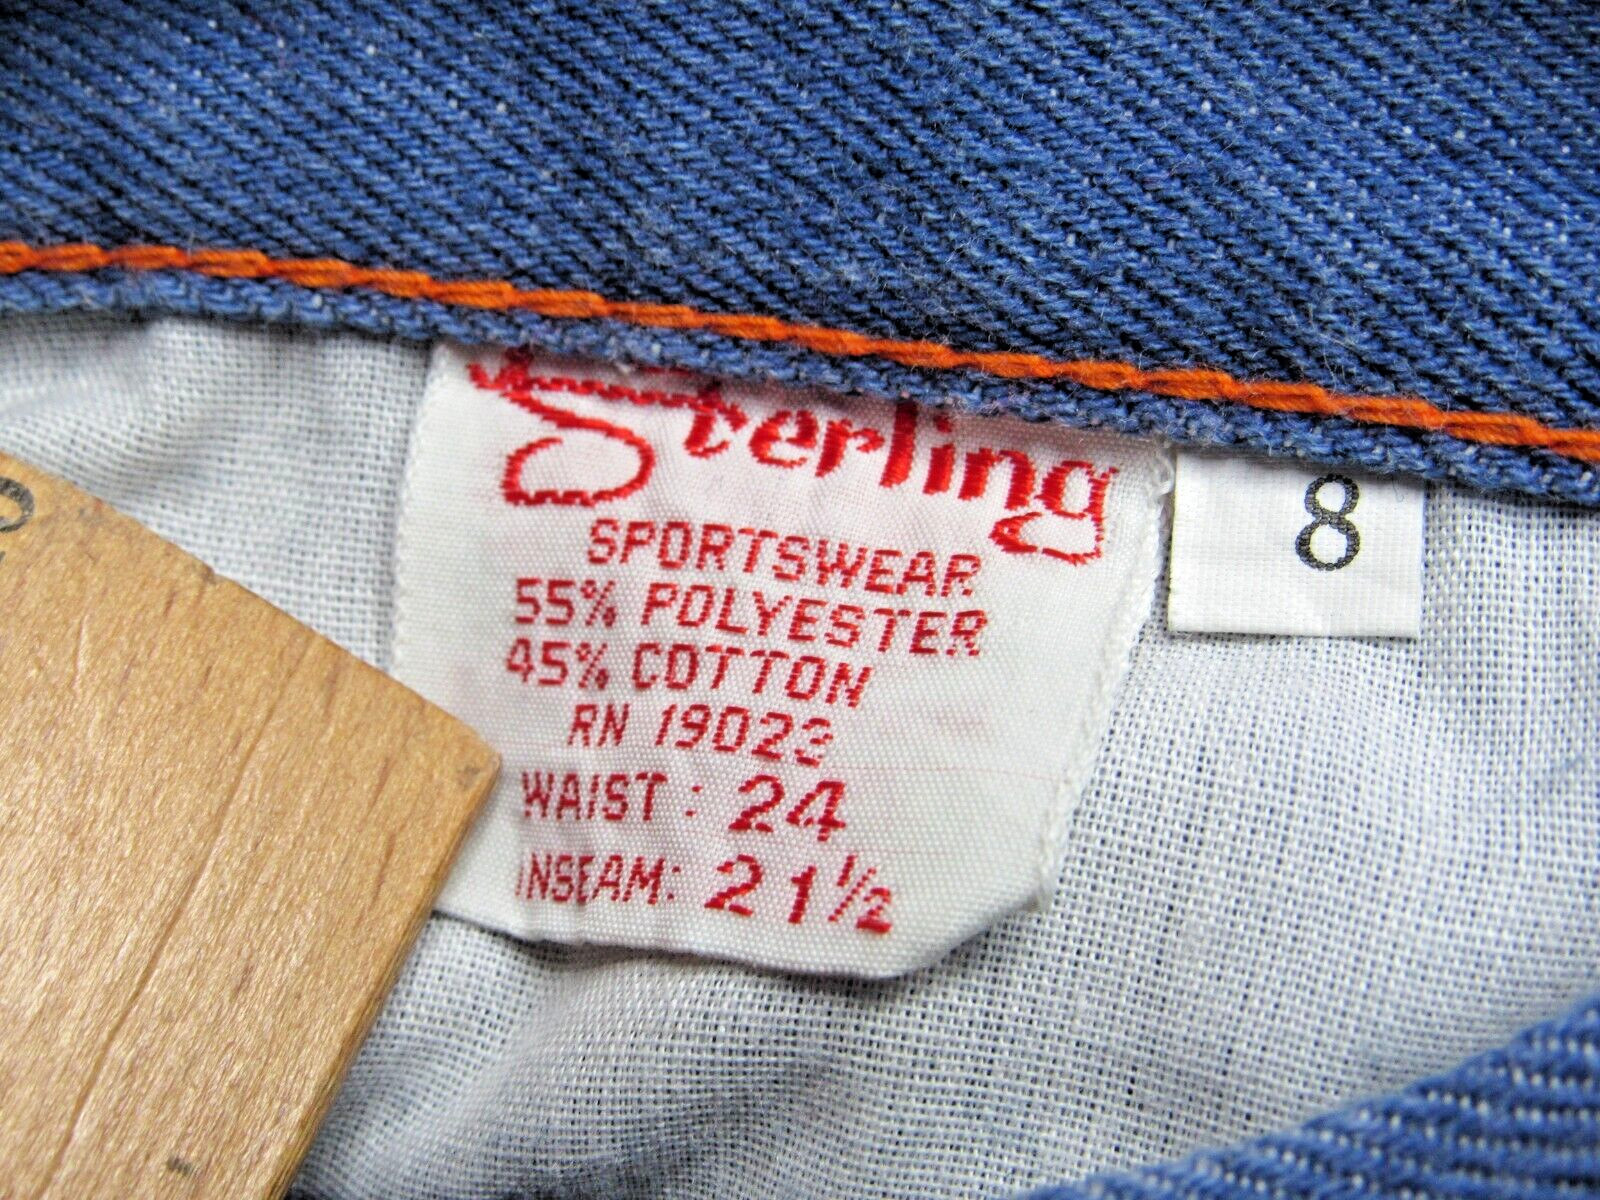 Sterling
SPORTSWEAR
55% POLYESTER
45% COTTON
RN 19023
WAIST: 24
INSEAM: 21½
8